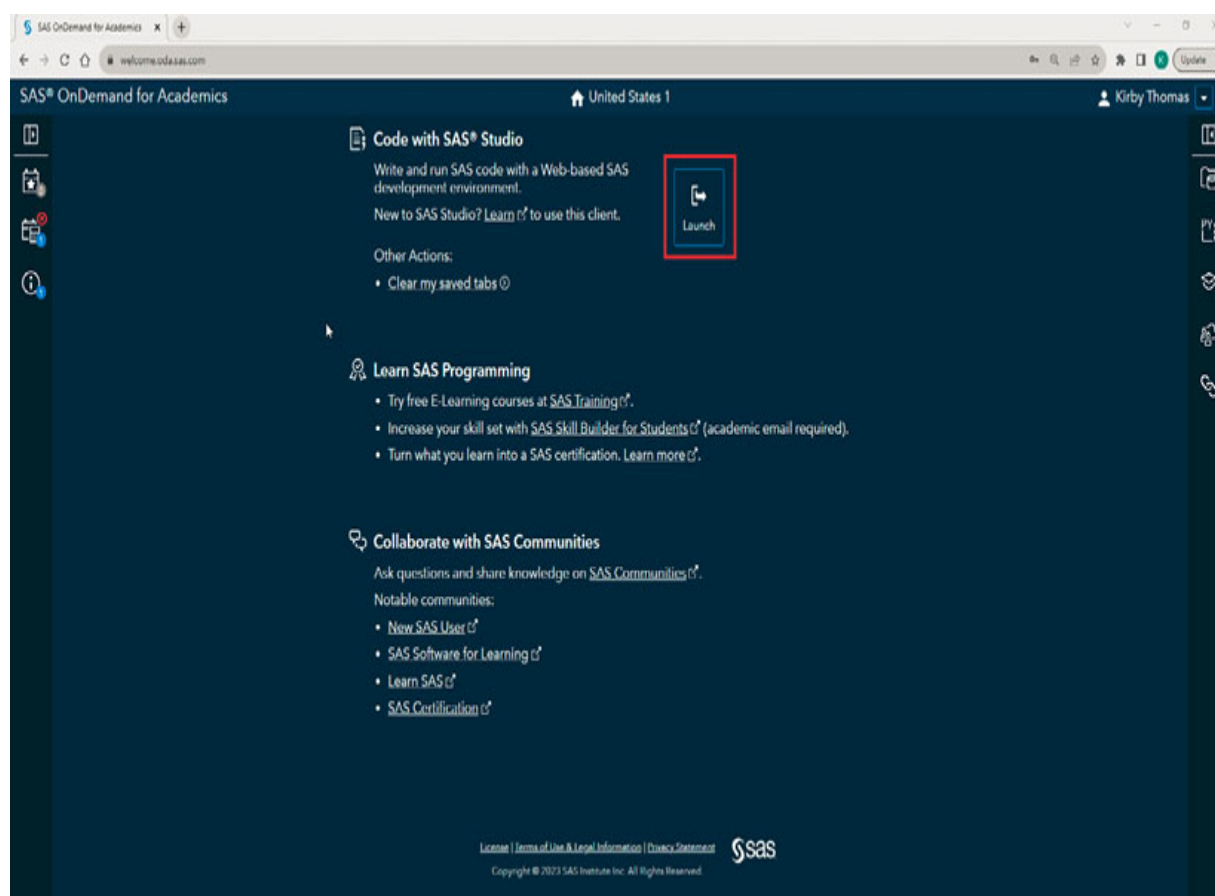 SAS OnDemand for Academics
welcome.oda.sas.com
Update
SAS® OnDemand for Academics
United States 1
Kirby Thomas
Code with SAS® Studio
Write and run SAS code with a Web-based SAS
development environment.
New to SAS Studio? Learn to use this client.
Launch
Other Actions:
• Clear my saved tabs
Learn SAS Programming
• Try free E-Learning courses at SAS Training.
• Increase your skill set with SAS Skill Builder for Students (academic email required).
• Turn what you learn into a SAS certification. Learn more.
Collaborate with SAS Communities
Ask questions and share knowledge on SAS Communities.
Notable communities:
• New SAS User
• SAS Software for Learning
• Learn SAS
• SAS Certification
License | Terms of Use & Legal Information | Privacy Statement
sas
Copyright © 2023 SAS Institute Inc. All Rights Reserved.